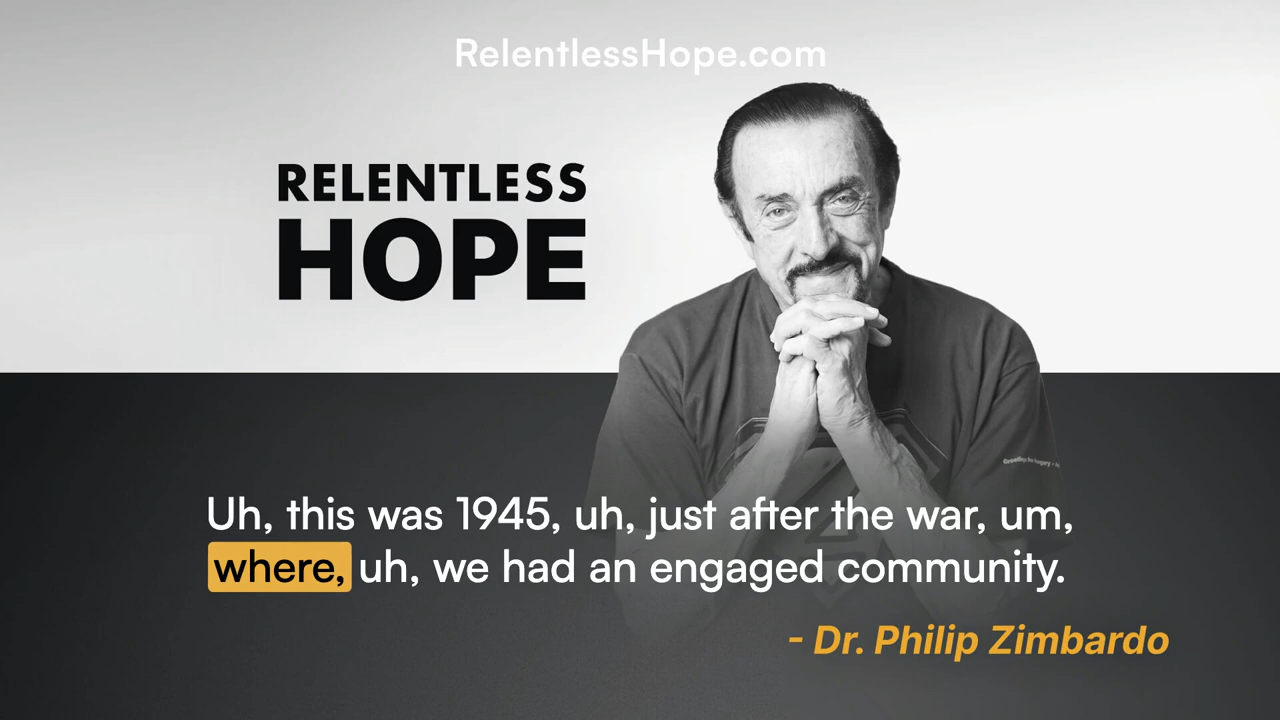 RelentlessHope.com
RELENTLESS
HOPE
Uh, this was 1945, uh, just after the war, um,
where, uh, we had an engaged community.
- Dr. Philip Zimbardo